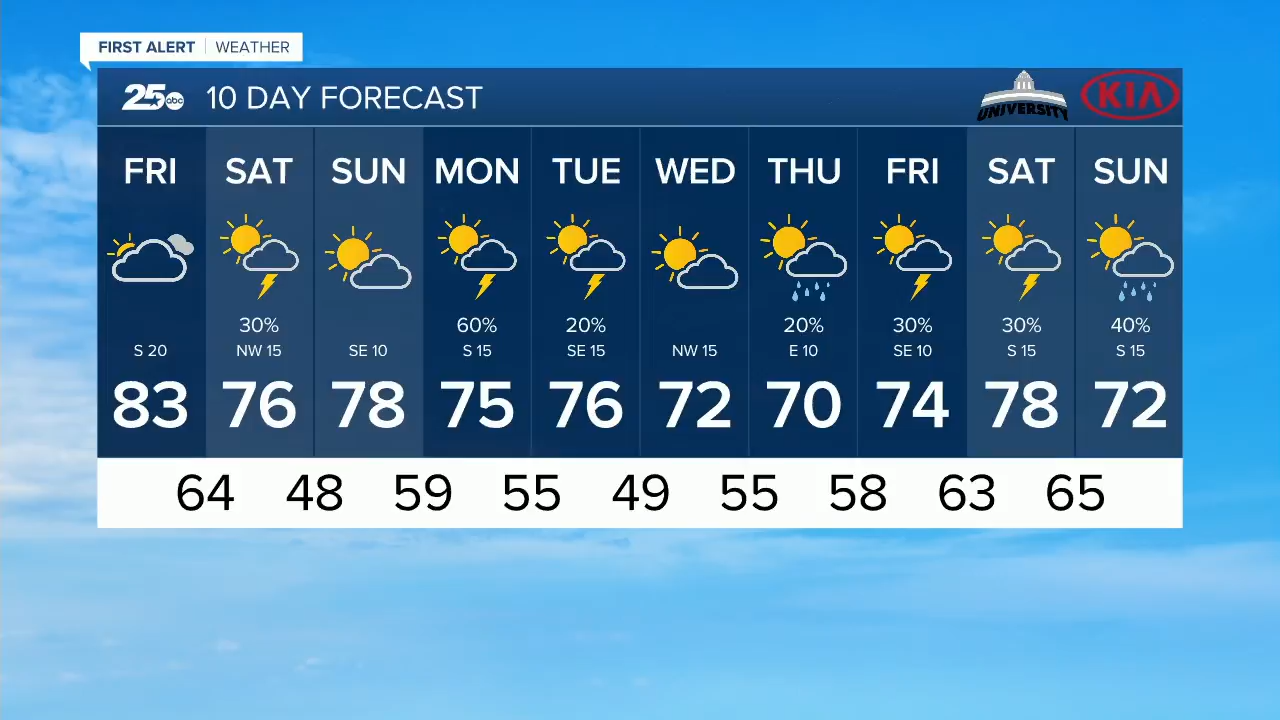 FIRST ALERT WEATHER
25 abc 10 DAY FORECAST UNIVERSITY KIA
FRI SAT SUN MON TUE WED THU FRI SAT SUN
30% 60% 20% 20% 30% 30% 40%
S 20 NW 15 SE 10 S 15 SE 15 NW 15 E 10 SE 10 S 15 S 15
83 76 78 75 76 72 70 74 78 72
64 48 59 55 49 55 58 63 65